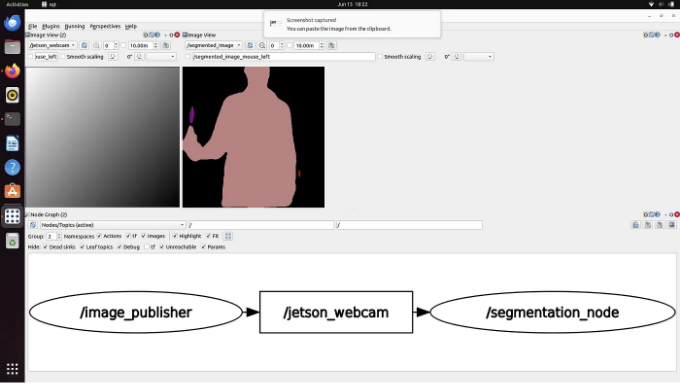 Activities
rqt
Jun 13 18:22
Screenshot captured
You can paste the image from the clipboard.
File Plugins Running Perspectives Help
Image View (2)
Image View
/jetson_webcam
0
10.00m
/segmented_image
0
10.00m
use_left
Smooth scaling
0°
/segmented_image_mouse_left
Smooth scaling
0°
Node Graph (2)
Nodes/Topics (active)
/
/
Group: 2 Namespaces Actions tf Images Highlight Fit
Hide: Dead sinks Leaf topics Debug tf Unreachable Params
/image_publisher
/jetson_webcam
/segmentation_node